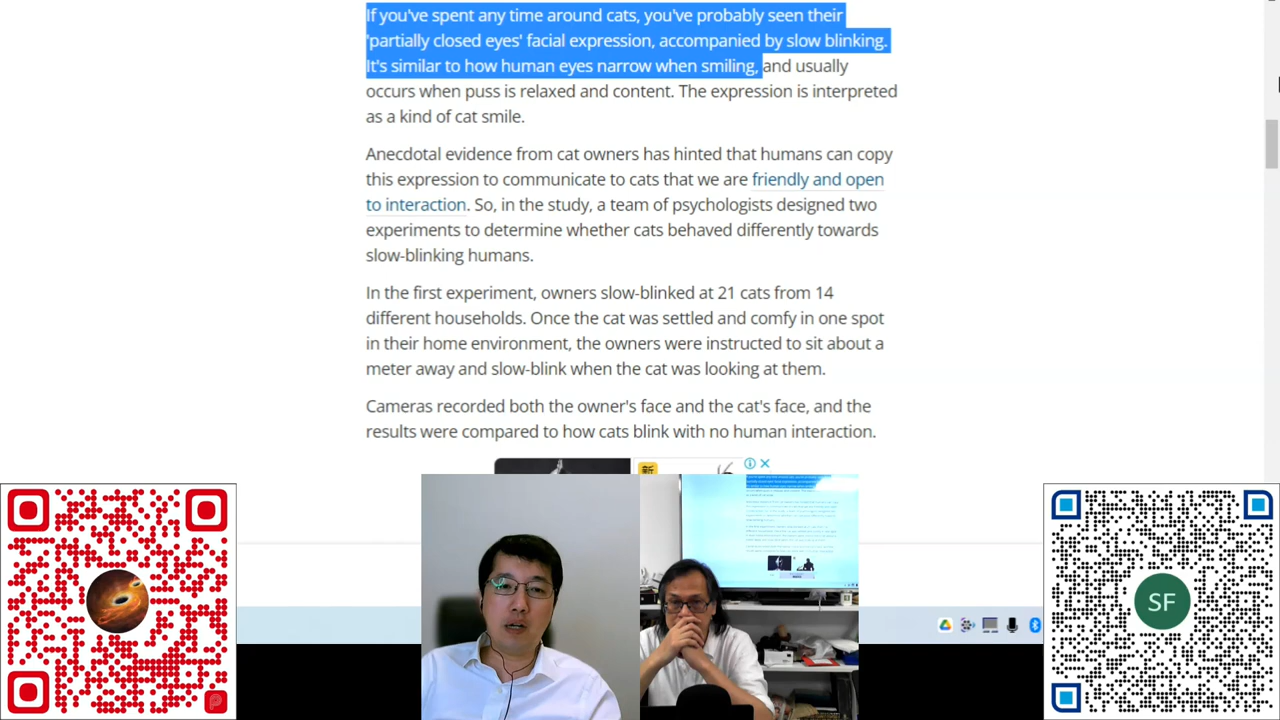 If you've spent any time around cats, you've probably seen their
'partially closed eyes' facial expression, accompanied by slow blinking.
It's similar to how human eyes narrow when smiling, and usually
occurs when puss is relaxed and content. The expression is interpreted
as a kind of cat smile.
Anecdotal evidence from cat owners has hinted that humans can copy
this expression to communicate to cats that we are friendly and open
to interaction. So, in the study, a team of psychologists designed two
experiments to determine whether cats behaved differently towards
slow-blinking humans.
In the first experiment, owners slow-blinked at 21 cats from 14
different households. Once the cat was settled and comfy in one spot
in their home environment, the owners were instructed to sit about a
meter away and slow-blink when the cat was looking at them.
Cameras recorded both the owner's face and the cat's face, and the
results were compared to how cats blink with no human interaction.
SF